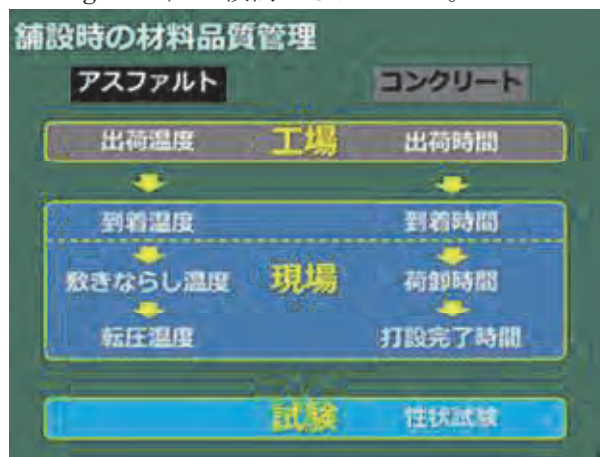 舗設時の材料品質管理
アスファルト コンクリート
出荷温度 工場 出荷時間
到着温度 到着時間
敷きならし温度 現場 荷卸時間
転圧温度 打設完了時間
試験 性状試験